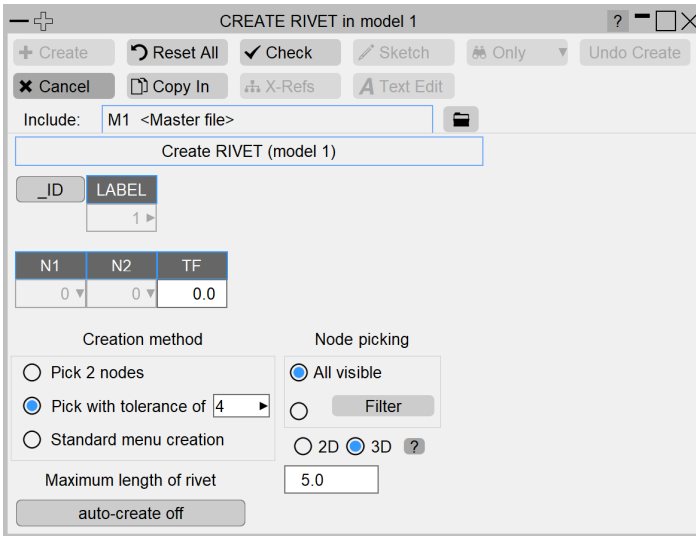 CREATE RIVET in model 1 ?
Create Reset All Check Sketch Only Undo Create
Cancel Copy In X-Refs A Text Edit
Include: M1 <Master file>
Create RIVET (model 1)
_ID LABEL
1
N1 N2 TF
0 0 0.0
Creation method Node picking
Pick 2 nodes All visible
Pick with tolerance of 4 Filter
Standard menu creation 2D 3D ?
Maximum length of rivet 5.0
auto-create off